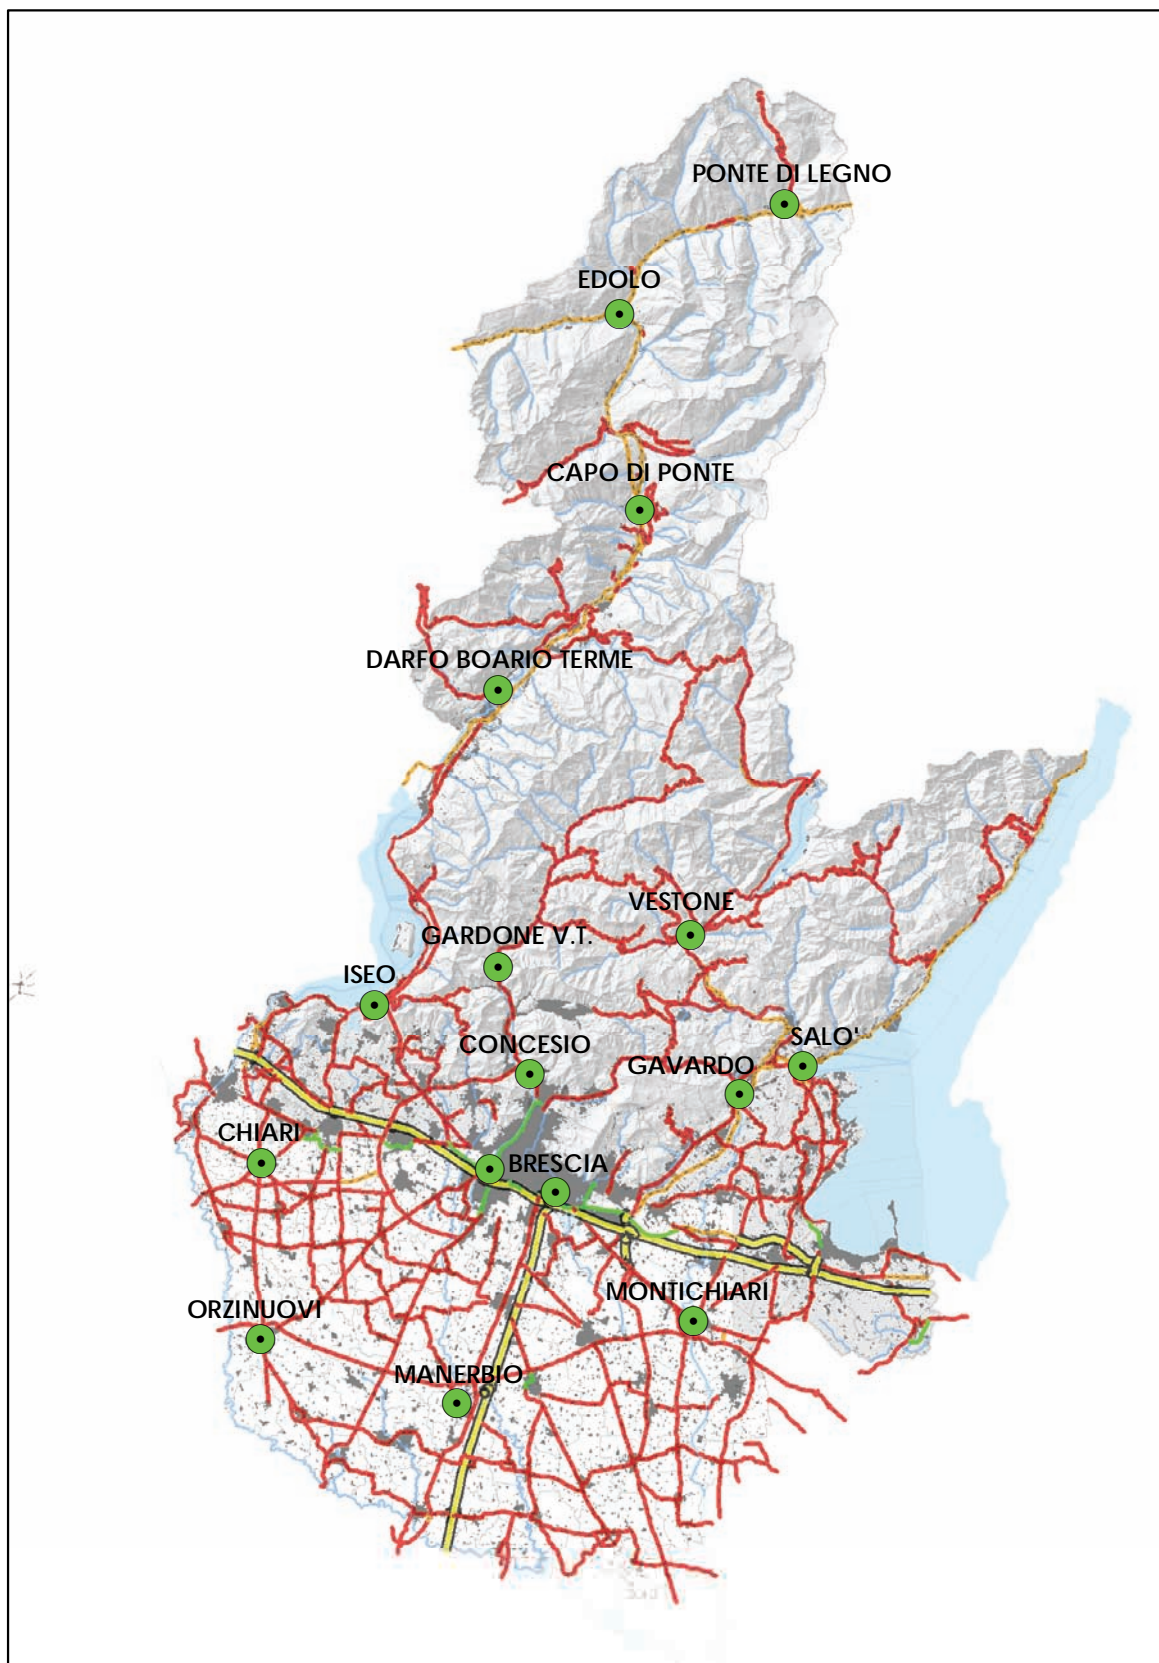 PONTE DI LEGNO
EDOLO
CAPO DI PONTE
DARFO BOARIO TERME
VESTONE
GARDONE V.T.
ISEO
SALO'
CONCESIO
GAVARDO
CHIARI
BRESCIA
MONTICHIARI
ORZINUOVI
MANERBIO